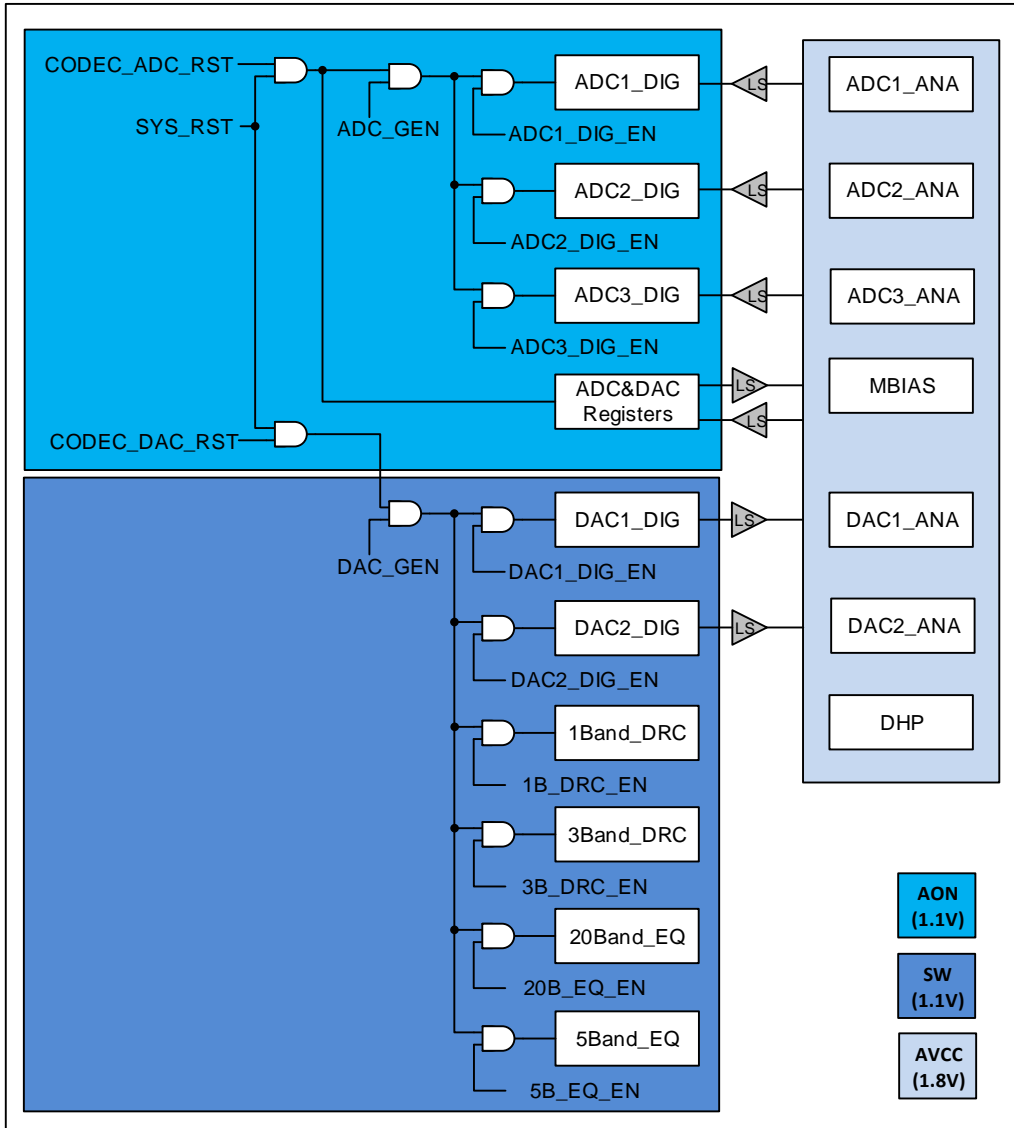 CODEC_ADC_RST
SYS_RST
ADC_GEN
ADC1_DIG
ADC1_DIG_EN
LS
ADC1_ANA
ADC2_DIG
ADC2_DIG_EN
LS
ADC2_ANA
ADC3_DIG
ADC3_DIG_EN
LS
ADC3_ANA
ADC&DAC
Registers
LS
LS
MBIAS
CODEC_DAC_RST
DAC_GEN
DAC1_DIG
DAC1_DIG_EN
LS
DAC1_ANA
DAC2_DIG
DAC2_DIG_EN
LS
DAC2_ANA
1Band_DRC
1B_DRC_EN
DHP
3Band_DRC
3B_DRC_EN
20Band_EQ
20B_EQ_EN
5Band_EQ
5B_EQ_EN
AON
(1.1V)
SW
(1.1V)
AVCC
(1.8V)